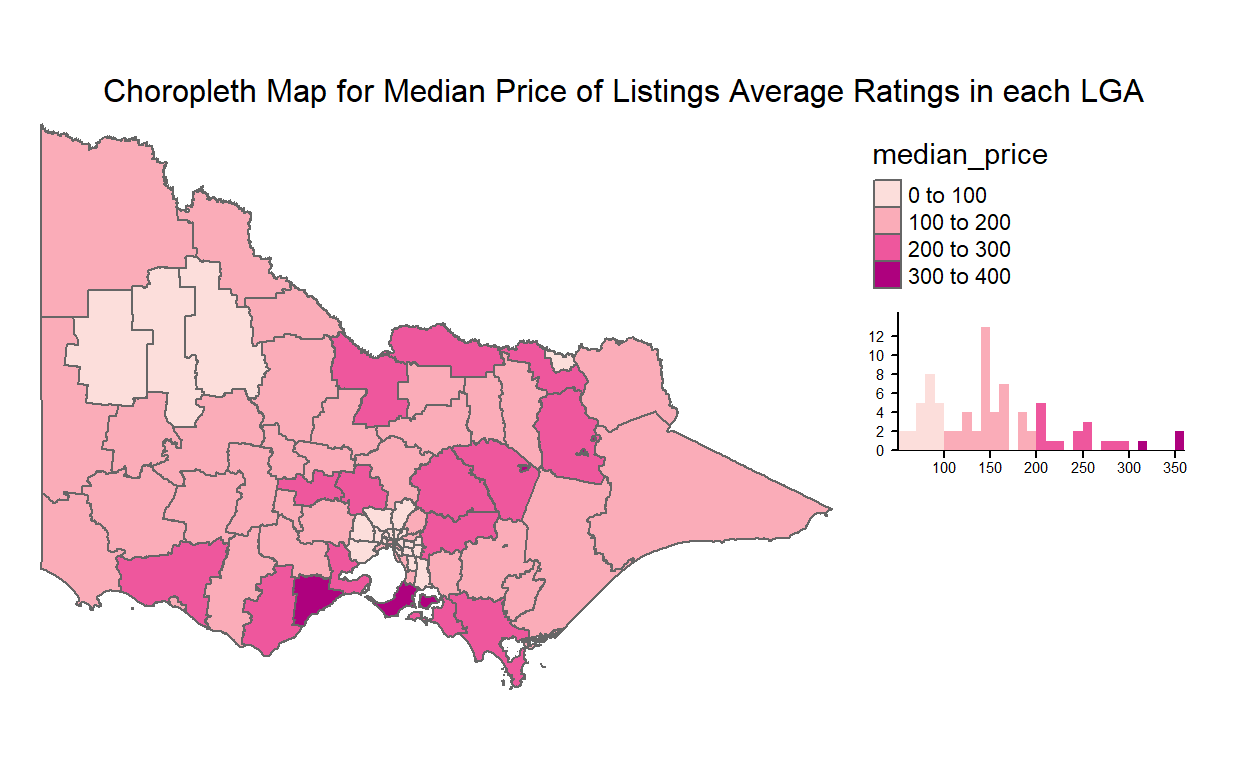 Choropleth Map for Median Price of Listings Average Ratings in each LGA
median_price
0 to 100
100 to 200
200 to 300
300 to 400
12
10
8
6
4
2
0
100 150 200 250 300 350